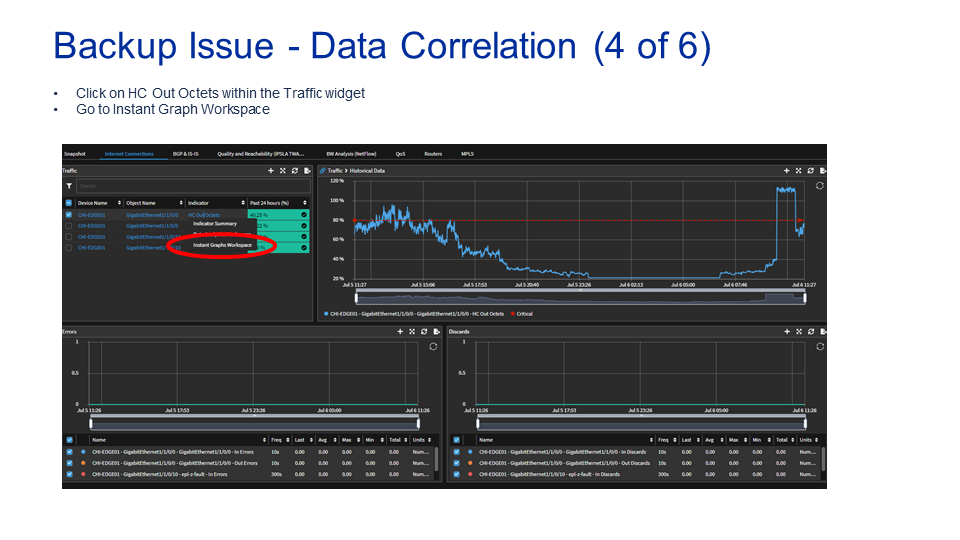 Backup Issue - Data Correlation (4 of 6)
• Click on HC Out Octets within the Traffic widget
• Go to Instant Graph Workspace
Snapshot Internet Connections BGP & IS-IS Quality and Reachability (IPSLA TWA... BW Analysis (NetFlow) QoS Routers MPLS
Traffic
Search
Device Name Object Name Indicator Past 24 hours (%)
CHI-EDGE01 GigabitEthernet1/1/0/0 HC Out Octets 45.29 %
CHI-EDGE01 GigabitEthernet1/1/0/0
CHI-EDGE01 GigabitEthernet1/1/0/
CHI-EDGE01 GigabitEthernet1/1/0/10
Indicator Summary
Instant Graphs Workspace
Traffic > Historical Data
120 %
100 %
80 %
60 %
40 %
20 %
Jul 5 11:27 Jul 5 15:06 Jul 5 17:53 Jul 5 20:40 Jul 5 23:26 Jul 6 02:13 Jul 6 05:00 Jul 6 07:46 Jul 6 11:27
CHI-EDGE01 - GigabitEthernet1/1/0/0 - GigabitEthernet1/1/0/0 - HC Out Octets Critical
Errors
1
0.5
0
Jul 5 11:26 Jul 5 17:53 Jul 5 23:26 Jul 6 05:00 Jul 6 11:26
Name Freq Last Avg Max Min Total Units
CHI-EDGE01 - GigabitEthernet1/1/0/0 - GigabitEthernet1/1/0/0 - In Errors 10s 0.00 0.00 0.00 0.00 0.00 Num...
CHI-EDGE01 - GigabitEthernet1/1/0/0 - GigabitEthernet1/1/0/0 - Out Errors 10s 0.00 0.00 0.00 0.00 0.00 Num...
CHI-EDGE01 - GigabitEthernet1/1/0/10 - epl-z-fault - In Errors 300s 0.00 0.00 0.00 0.00 0.00 Num...
Discards
1
0.5
0
Jul 5 11:26 Jul 5 17:53 Jul 5 23:26 Jul 6 05:00 Jul 6 11:26
Name Freq Last Avg Max Min Total Units
CHI-EDGE01 - GigabitEthernet1/1/0/0 - GigabitEthernet1/1/0/0 - In Discards 10s 0.00 0.00 0.00 0.00 0.00 Num...
CHI-EDGE01 - GigabitEthernet1/1/0/0 - GigabitEthernet1/1/0/0 - Out Discards 10s 0.00 0.00 0.00 0.00 0.00 Num...
CHI-EDGE01 - GigabitEthernet1/1/0/10 - epl-z-fault - In Discards 300s 0.00 0.00 0.00 0.00 0.00 Num...